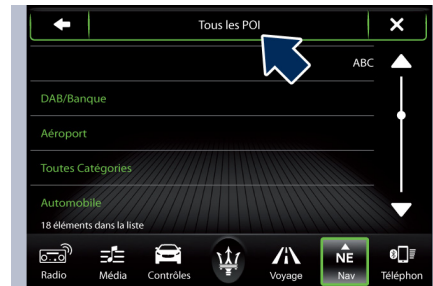 Tous les POI
ABC
DAB/Banque
Aéroport
Toutes Catégories
Automobile
18 éléments dans la liste
Radio
Média
Contrôles
Voyage
NE
Nav
Téléphon